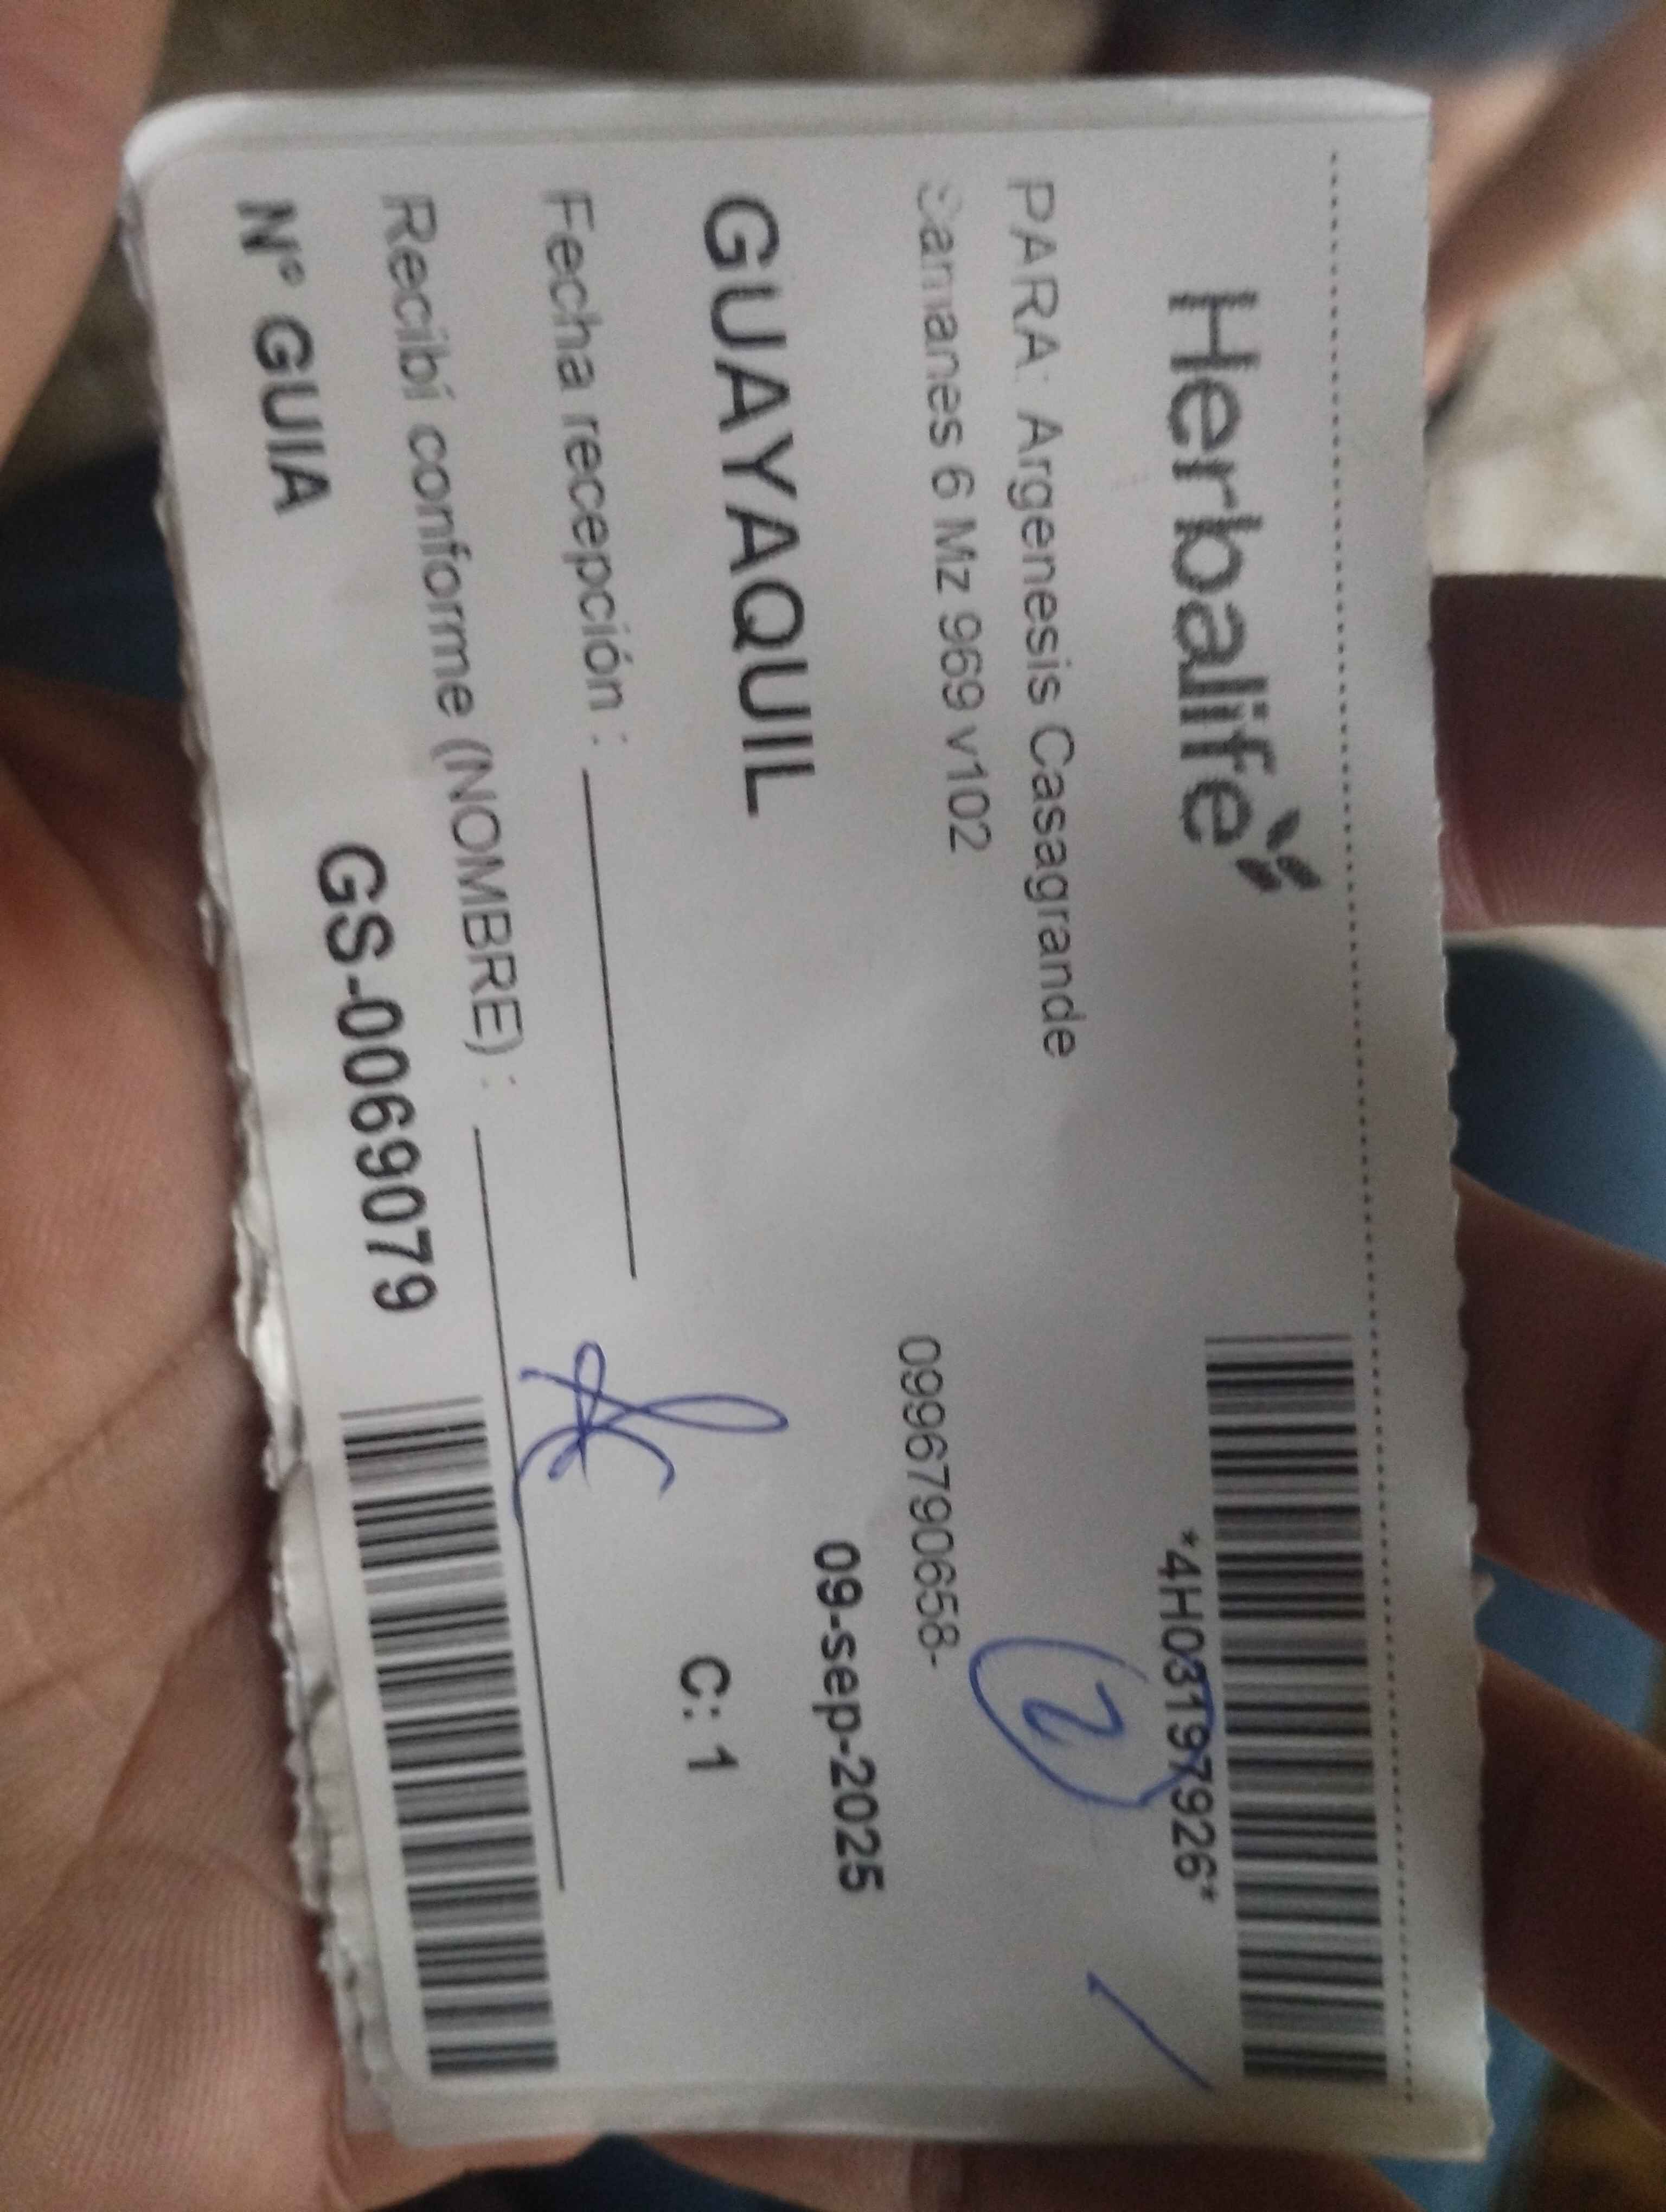 Herbalife
*4H03197926*
PARA: Argenesis Casagrande
2
Samanes 6 Mz 969 v102
0996790658-
09-sep-2025
GUAYAQUIL
C: 1
Fecha recepción :
Recibí conforme (NOMBRE) :
N° GUIA
GS-0069079